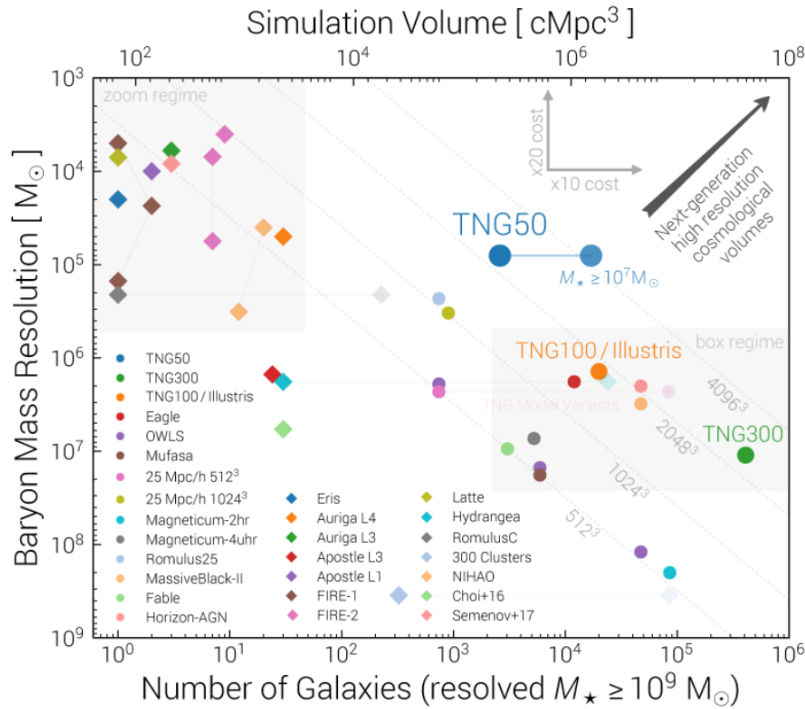 Simulation Volume [ cMpc³ ]
10²
10⁴
10⁶
10⁸
Baryon Mass Resolution [ M☉ ]
10³
10⁴
10⁵
10⁶
10⁷
10⁸
10⁹
zoom regime
x20 cost
x10 cost
Next-generation
high resolution
cosmological
volumes
TNG50
M⋆ ≥ 10⁷ M☉
box regime
TNG100 / Illustris
TNG Model Variants
TNG300
4096³
2048³
1024³
512³
TNG50
TNG300
TNG100 / Illustris
Eagle
OWLS
Mufasa
25 Mpc/h 512³
25 Mpc/h 1024³
Magneticum-2hr
Magneticum-4uhr
Romulus25
MassiveBlack-II
Fable
Horizon-AGN
Eris
Auriga L4
Auriga L3
Apostle L3
Apostle L1
FIRE-1
FIRE-2
Latte
Hydrangea
RomulusC
300 Clusters
NIHAO
Choi+16
Semenov+17
10⁰
10¹
10²
10³
10⁴
10⁵
10⁶
Number of Galaxies (resolved M⋆ ≥ 10⁹ M☉)